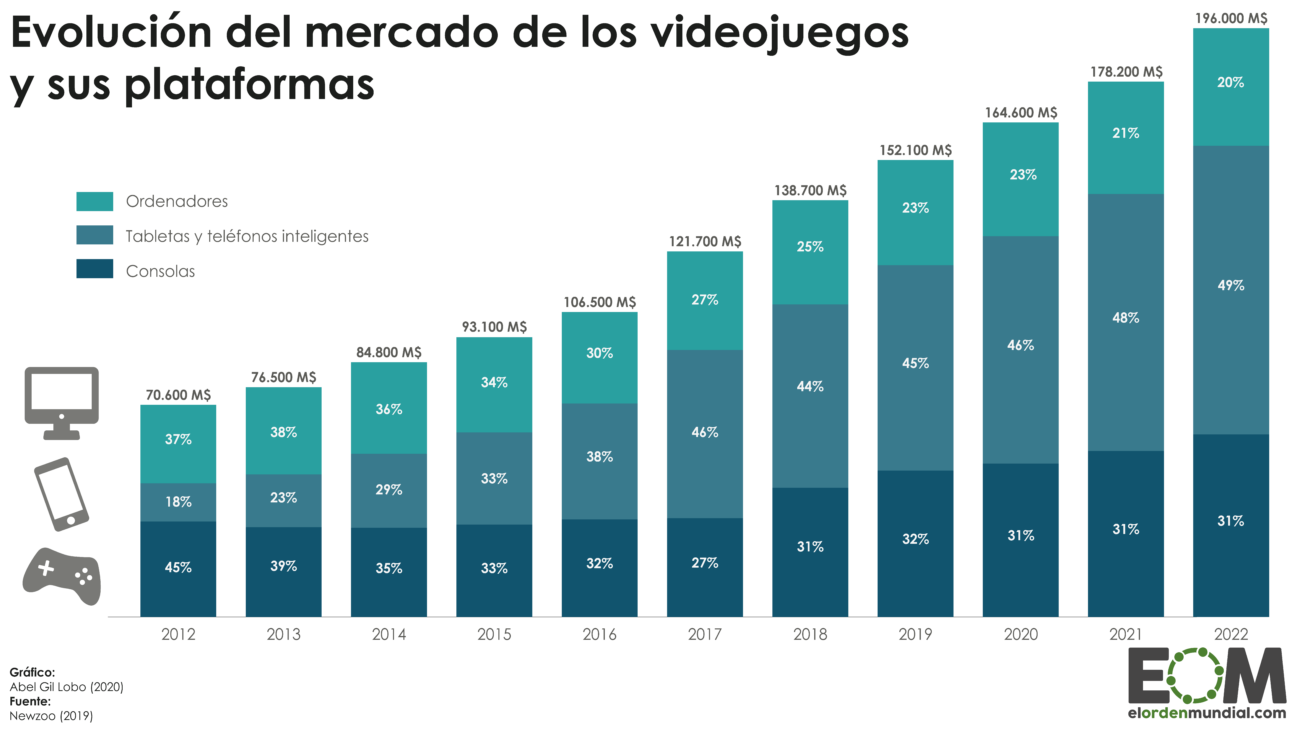 Evolución del mercado de los videojuegos
y sus plataformas
Ordenadores
Tabletas y teléfonos inteligentes
Consolas
70.600 M$
37%
18%
45%
76.500 M$
38%
23%
39%
84.800 M$
36%
29%
35%
93.100 M$
34%
33%
33%
106.500 M$
30%
38%
32%
121.700 M$
27%
46%
27%
138.700 M$
25%
44%
31%
152.100 M$
23%
45%
32%
164.600 M$
23%
46%
31%
178.200 M$
21%
48%
31%
196.000 M$
20%
49%
31%
2012 2013 2014 2015 2016 2017 2018 2019 2020 2021 2022
Gráfico:
Abel Gil Lobo (2020)
Fuente:
Newzoo (2019)
EOM
elordenmundial.com